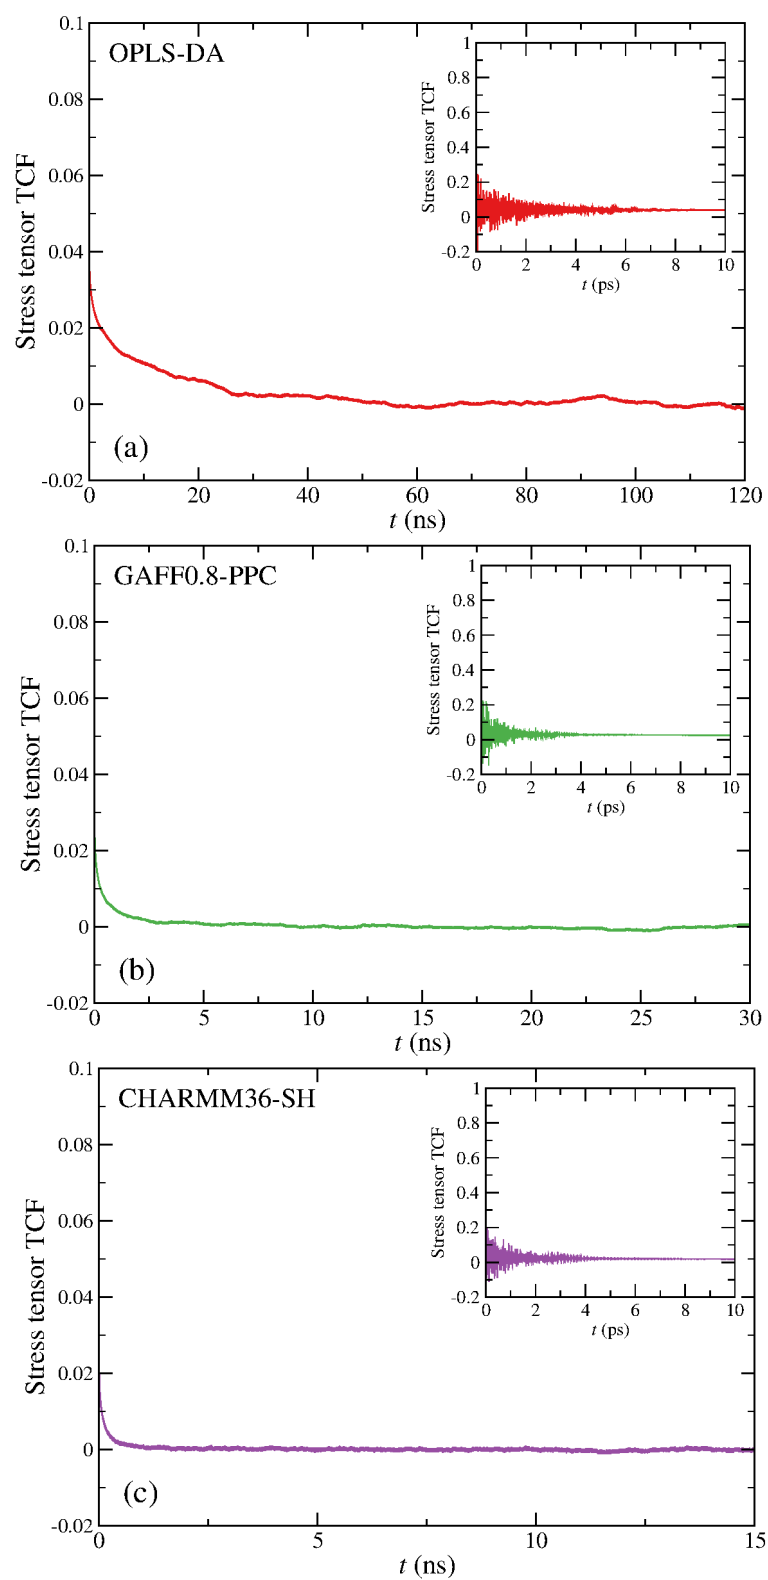 OPLS-DA
Stress tensor TCF
0.1
0.08
0.06
0.04
0.02
0
-0.02
0 20 40 60 80 100 120
t (ns)
(a)
Stress tensor TCF
1
0.8
0.6
0.4
0.2
0
-0.2
0 2 4 6 8 10
t (ps)
GAFF0.8-PPC
Stress tensor TCF
0.1
0.08
0.06
0.04
0.02
0
-0.02
0 5 10 15 20 25 30
t (ns)
(b)
Stress tensor TCF
1
0.8
0.6
0.4
0.2
0
-0.2
0 2 4 6 8 10
t (ps)
CHARMM36-SH
Stress tensor TCF
0.1
0.08
0.06
0.04
0.02
0
-0.02
0 5 10 15
t (ns)
(c)
Stress tensor TCF
1
0.8
0.6
0.4
0.2
0
-0.2
0 2 4 6 8 10
t (ps)